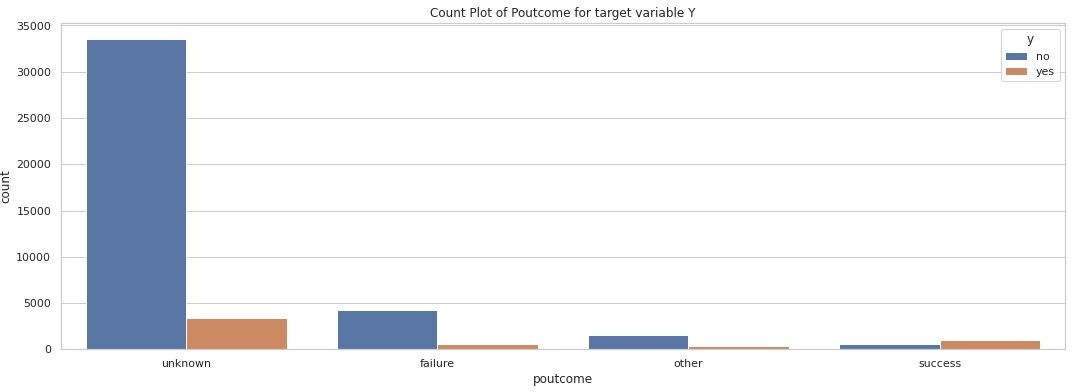 Count Plot of Poutcome for target variable Y
35000
30000
25000
20000
15000
10000
5000
0
count
y
no
yes
unknown failure other success
poutcome